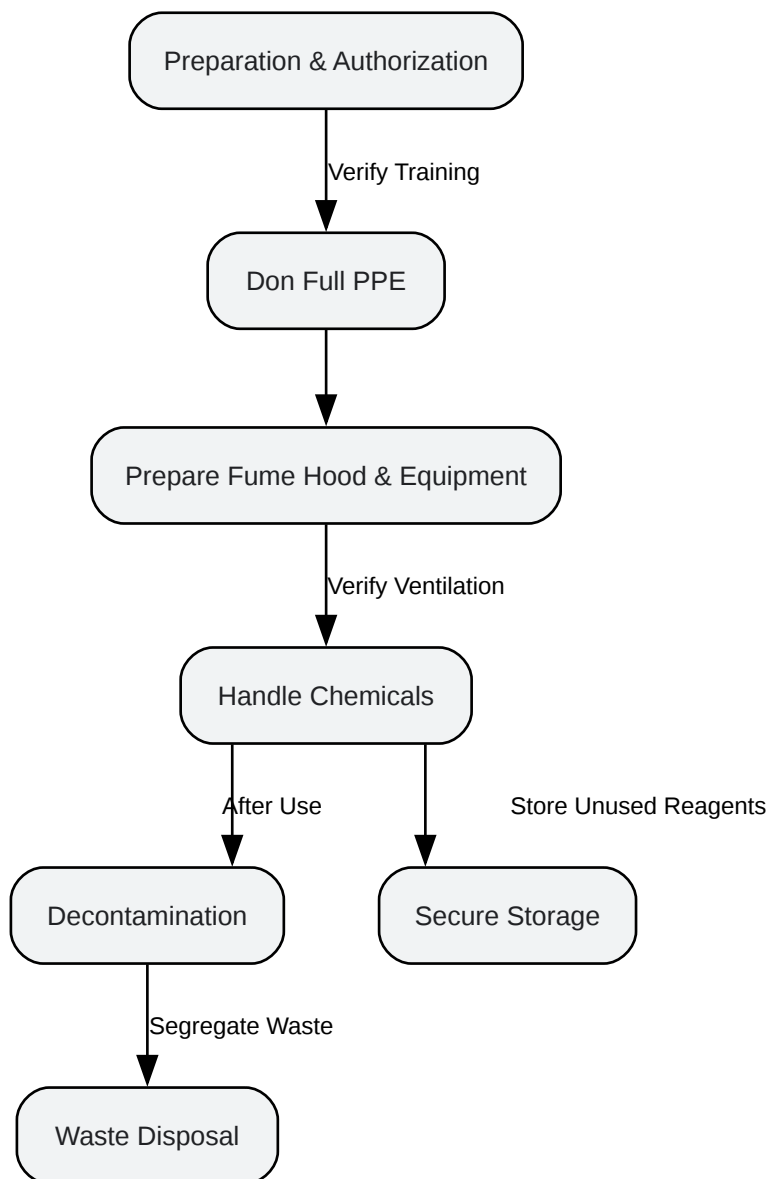 Preparation & Authorization
Verify Training
Don Full PPE
Prepare Fume Hood & Equipment
Verify Ventilation
Handle Chemicals
After Use
Store Unused Reagents
Decontamination
Secure Storage
Segregate Waste
Waste Disposal